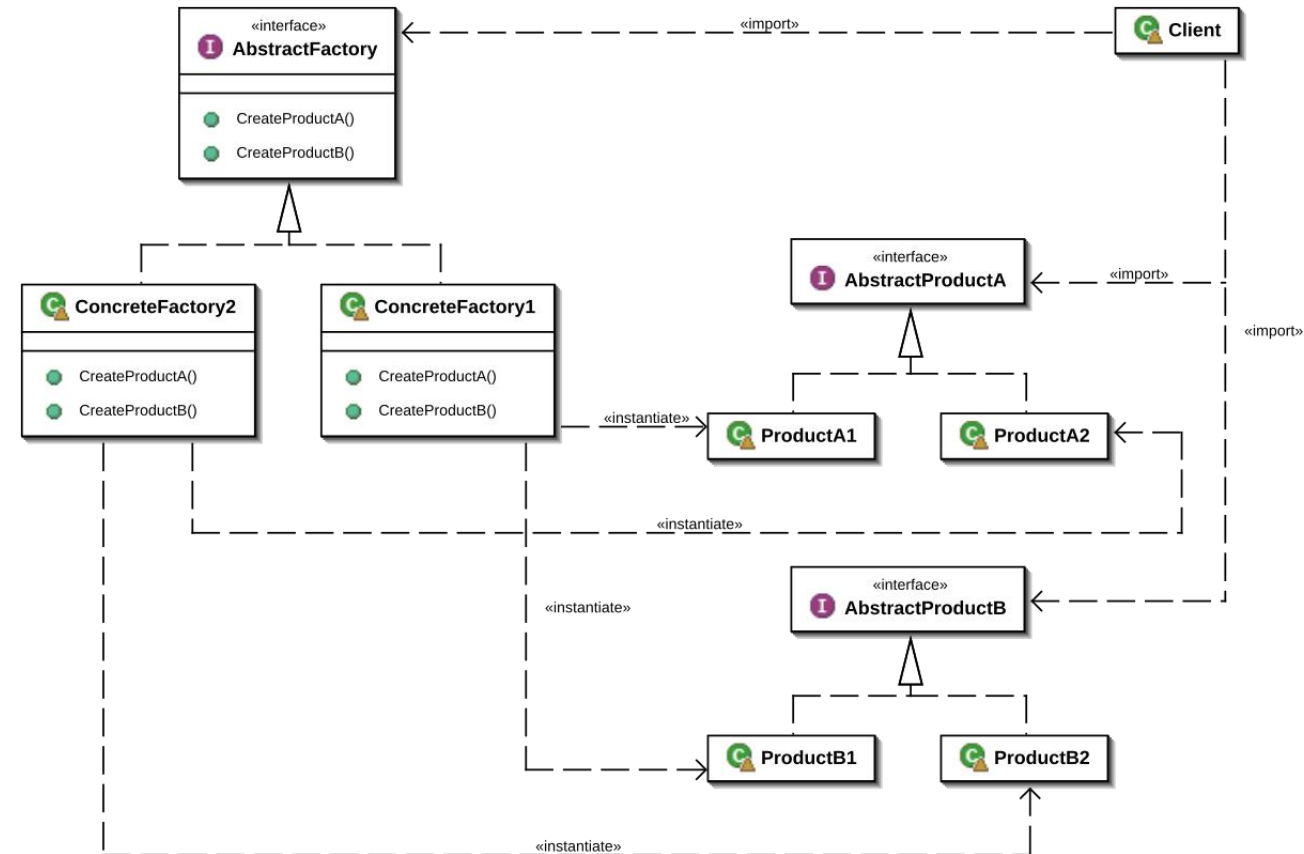 «interface»
I
AbstractFactory
CreateProductA()
CreateProductB()
«import»
C
Client
C
ConcreteFactory2
CreateProductA()
CreateProductB()
C
ConcreteFactory1
CreateProductA()
CreateProductB()
«interface»
I
AbstractProductA
«import»
«import»
«instantiate»
C
ProductA1
C
ProductA2
«instantiate»
«interface»
I
AbstractProductB
«instantiate»
C
ProductB1
C
ProductB2
«instantiate»